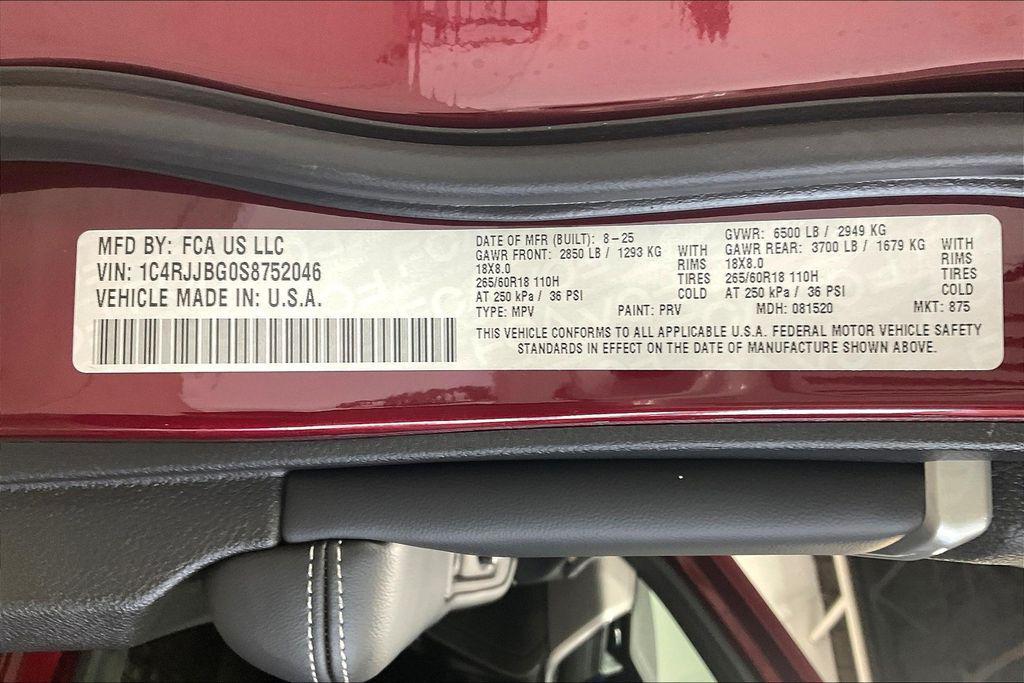 MFD BY: FCA US LLC
VIN: 1C4RJJBG0S8752046
VEHICLE MADE IN: U.S.A.
DATE OF MFR (BUILT): 8-25
GAWR FRONT: 2850 LB / 1293 KG
18X8.0
265/60R18 110H
AT 250 kPa / 36 PSI
WITH
RIMS
TIRES
COLD
GVWR: 6500 LB / 2949 KG
GAWR REAR: 3700 LB / 1679 KG
18X8.0
265/60R18 110H
AT 250 kPa / 36 PSI
WITH
RIMS
TIRES
COLD
TYPE: MPV PAINT: PRV MDH: 081520 MKT: 875
THIS VEHICLE CONFORMS TO ALL APPLICABLE U.S.A. FEDERAL MOTOR VEHICLE SAFETY
STANDARDS IN EFFECT ON THE DATE OF MANUFACTURE SHOWN ABOVE.